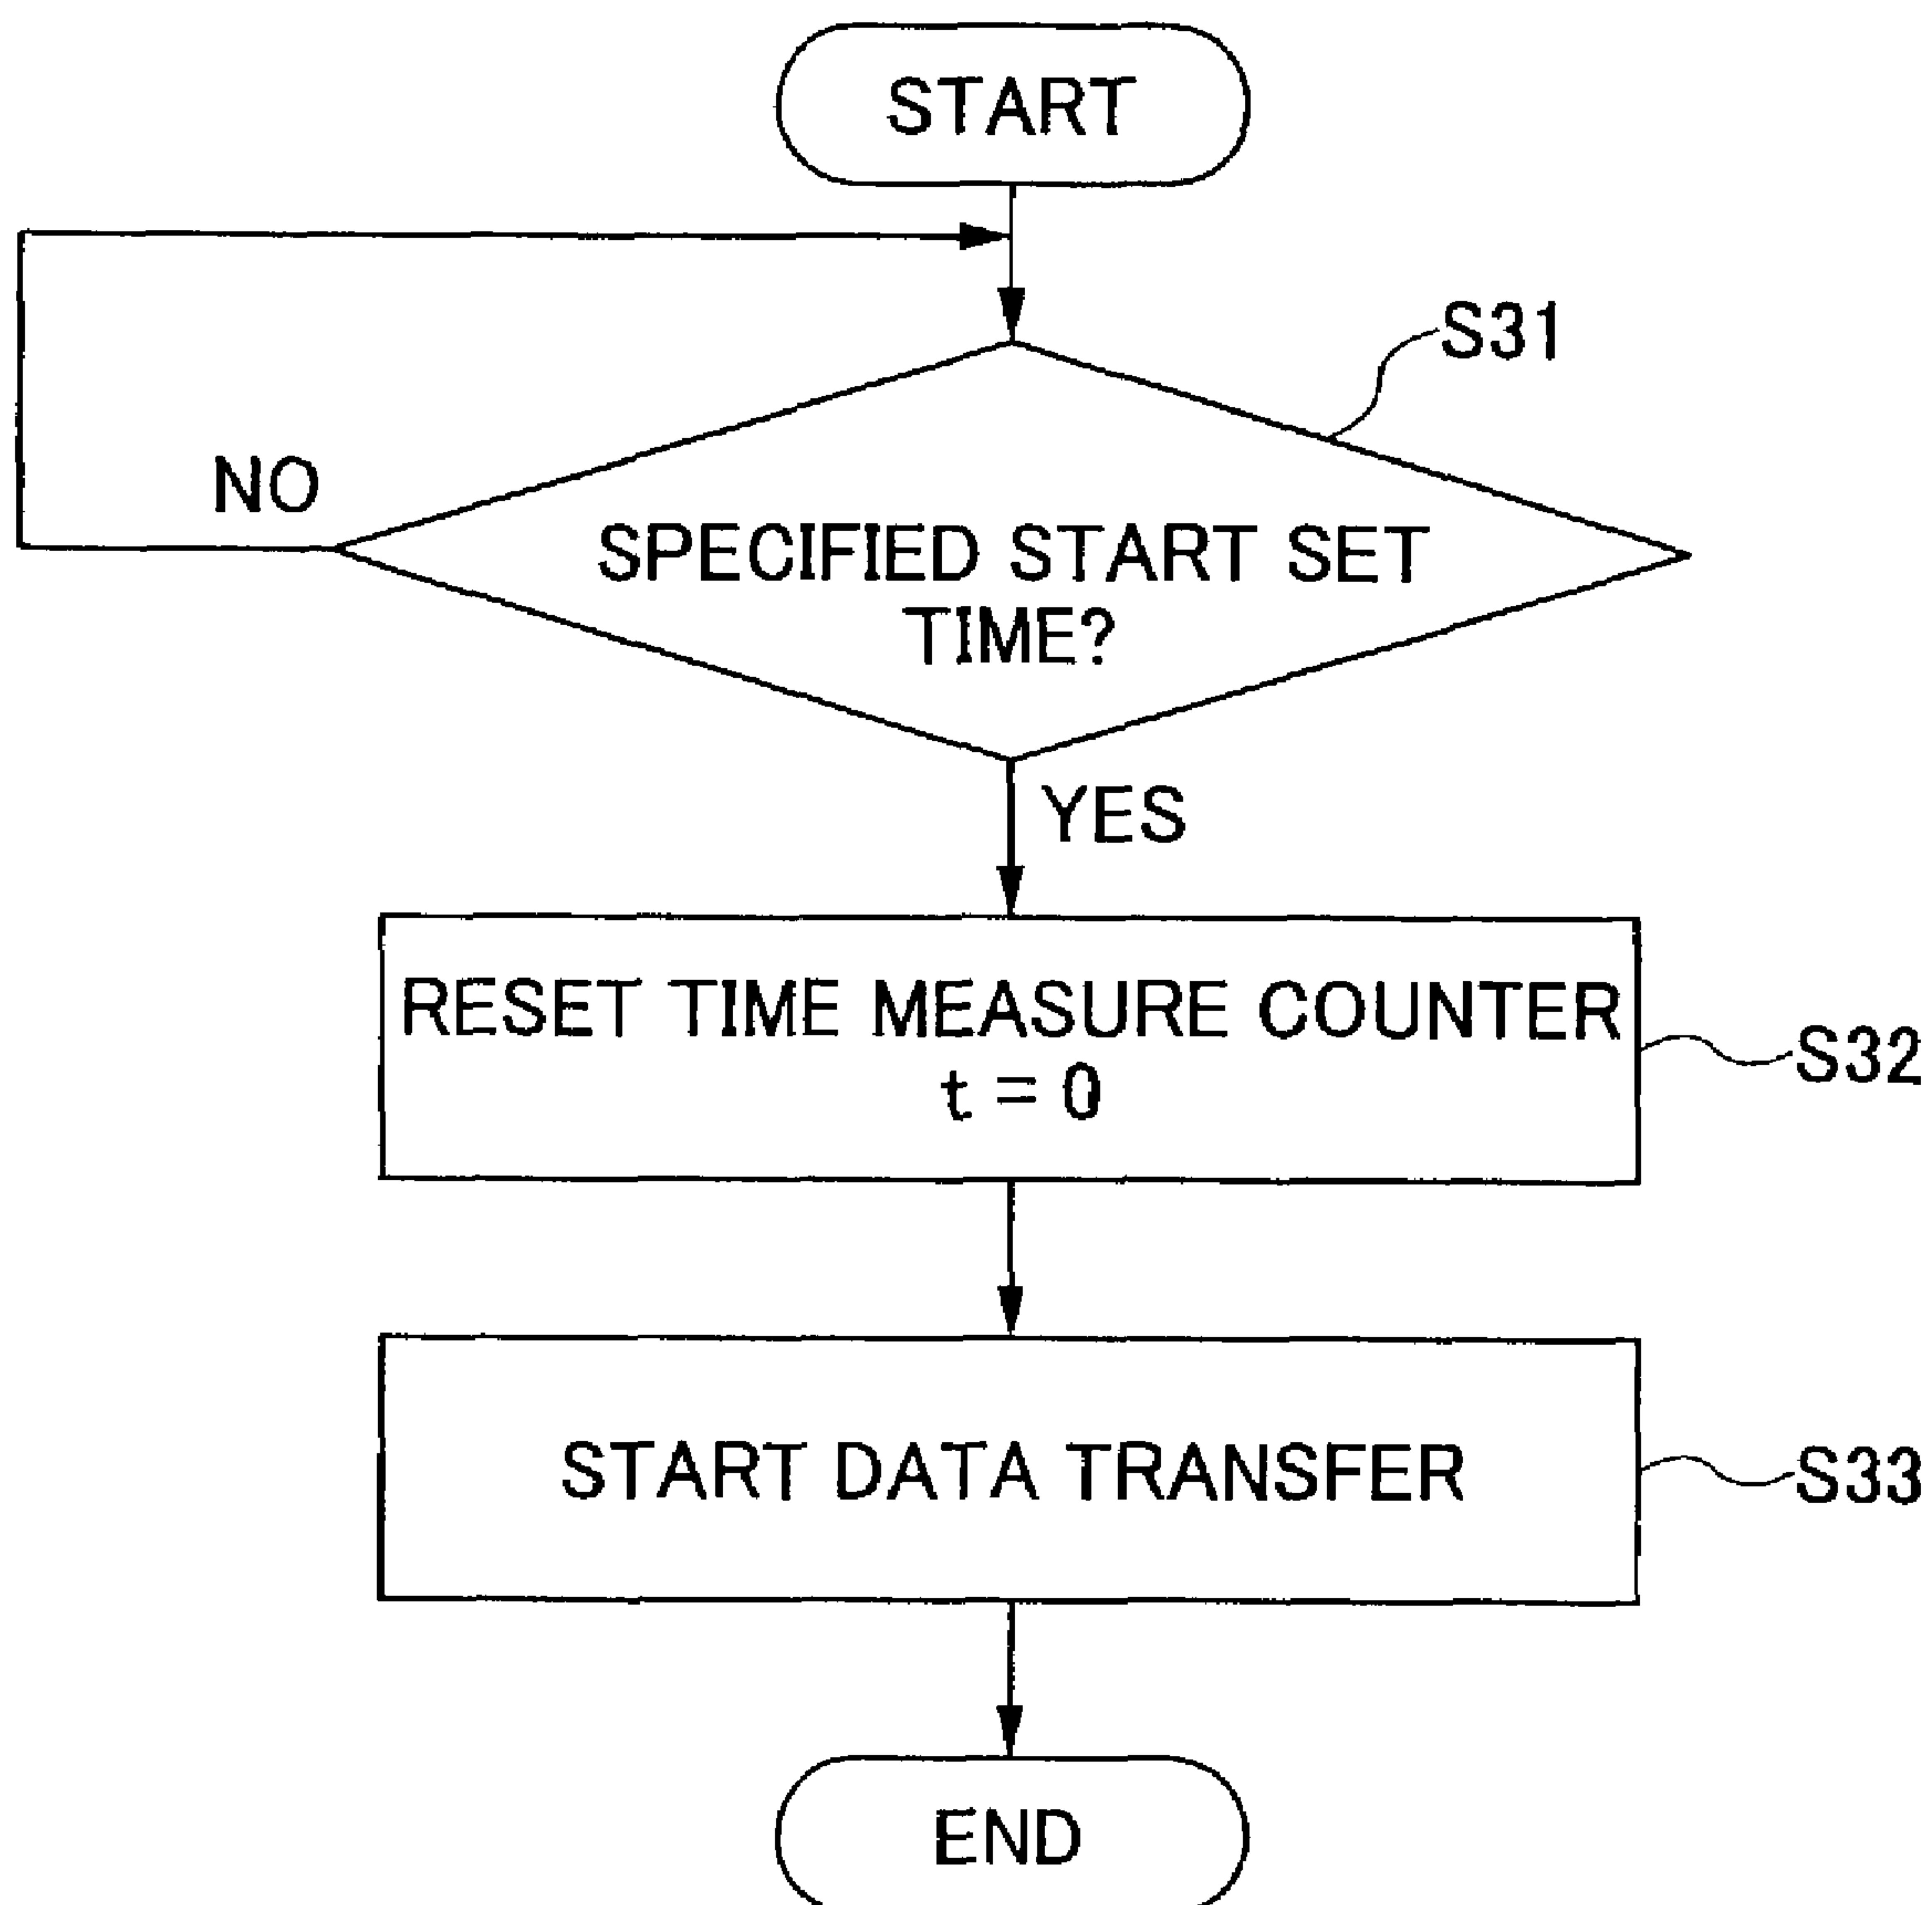 START
S31
NO
SPECIFIED START SET
TIME?
YES
RESET TIME MEASURE COUNTER
t = 0
S32
START DATA TRANSFER
S33
END